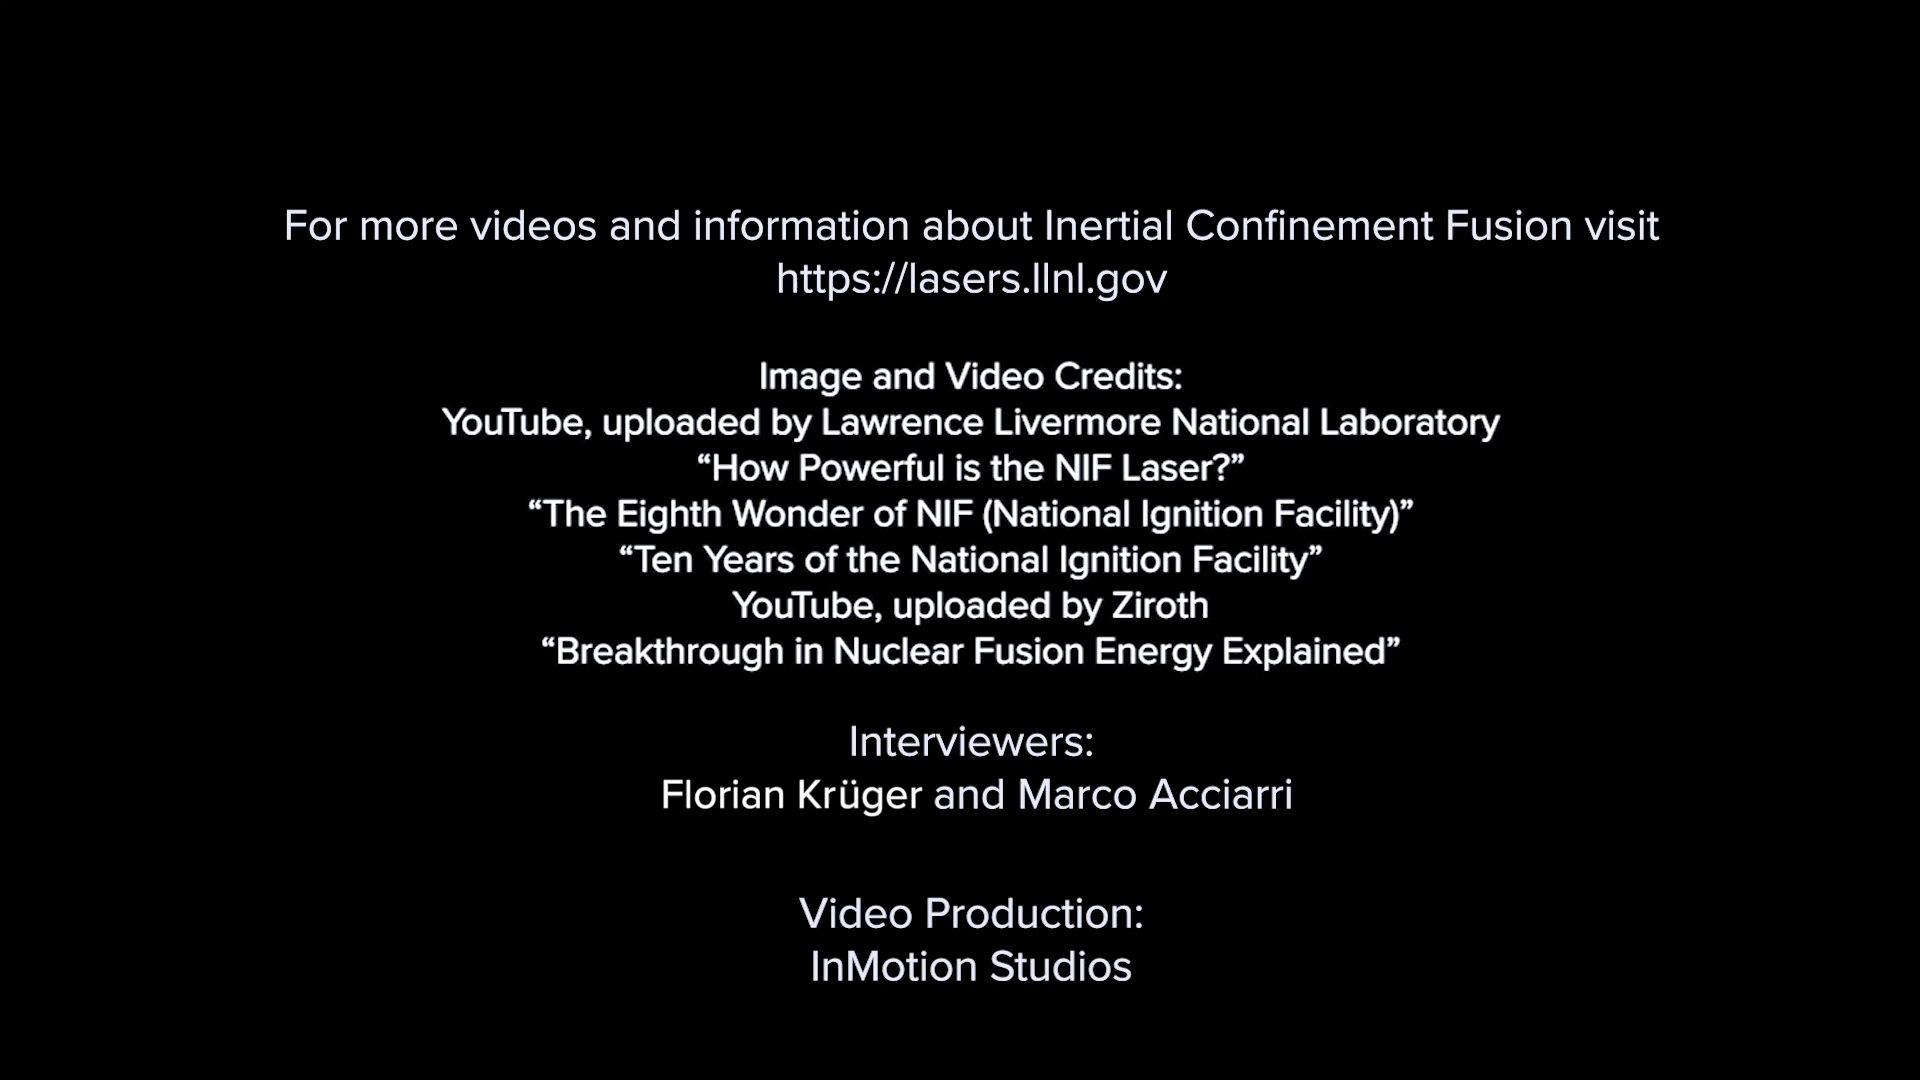 For more videos and information about Inertial Confinement Fusion visit
https://lasers.llnl.gov
Image and Video Credits:
YouTube, uploaded by Lawrence Livermore National Laboratory
“How Powerful is the NIF Laser?”
“The Eighth Wonder of NIF (National Ignition Facility)”
“Ten Years of the National Ignition Facility”
YouTube, uploaded by Ziroth
“Breakthrough in Nuclear Fusion Energy Explained”
Interviewers:
Florian Krüger and Marco Acciarri
Video Production:
InMotion Studios